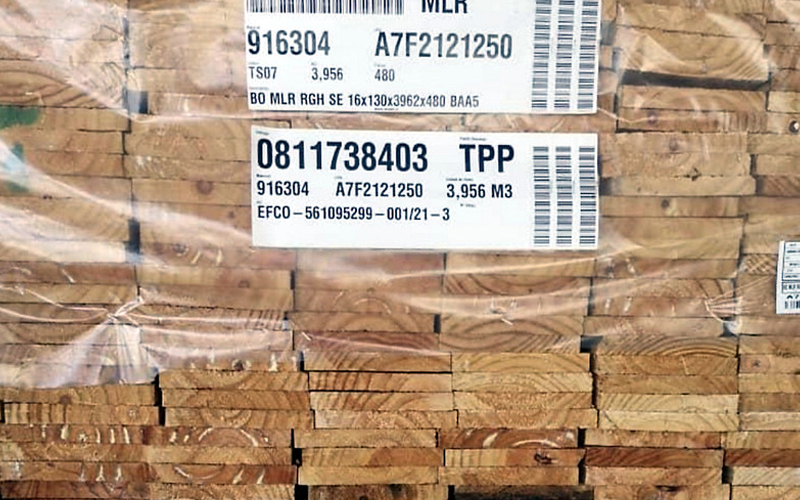 MLR
916304 A7F2121250
TS07 3,956 480
BO MLR RGH SE 16x130x3962x480 BAA5
0811738403 TPP
916304 A7F2121250 3,956 M3
EFCO-561095299-001/21-3